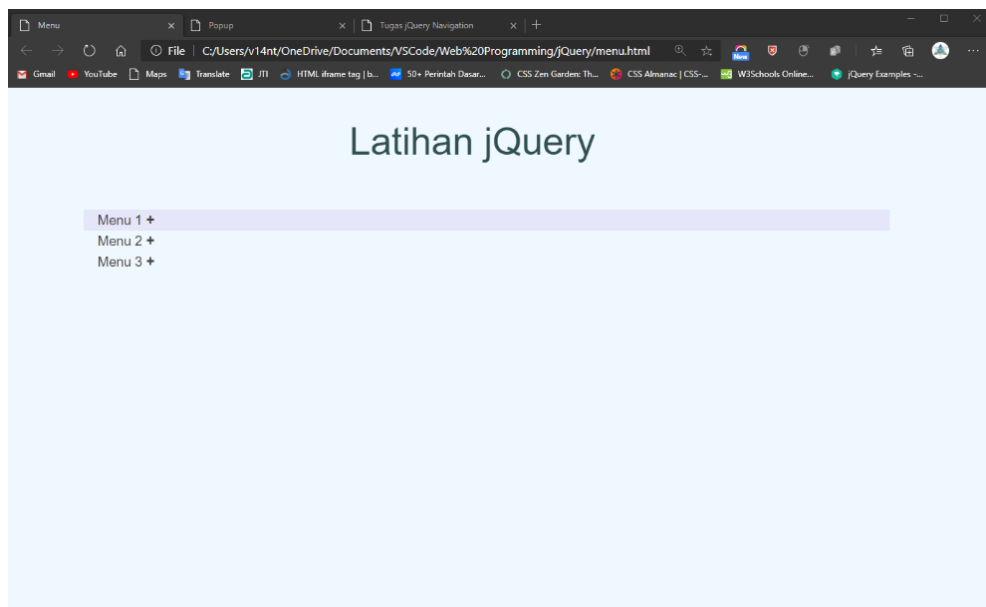 Menu
Popup
Tugas jQuery Navigation
File C:/Users/v14nt/OneDrive/Documents/VSCode/Web%20Programming/jQuery/menu.html
New
Gmail YouTube Maps Translate JTI HTML iframe tag | b... 50+ Perintah Dasar... CSS Zen Garden: Th... CSS Almanac | CSS-... W3Schools Online... jQuery Examples -...
Latihan jQuery
Menu 1 +
Menu 2 +
Menu 3 +